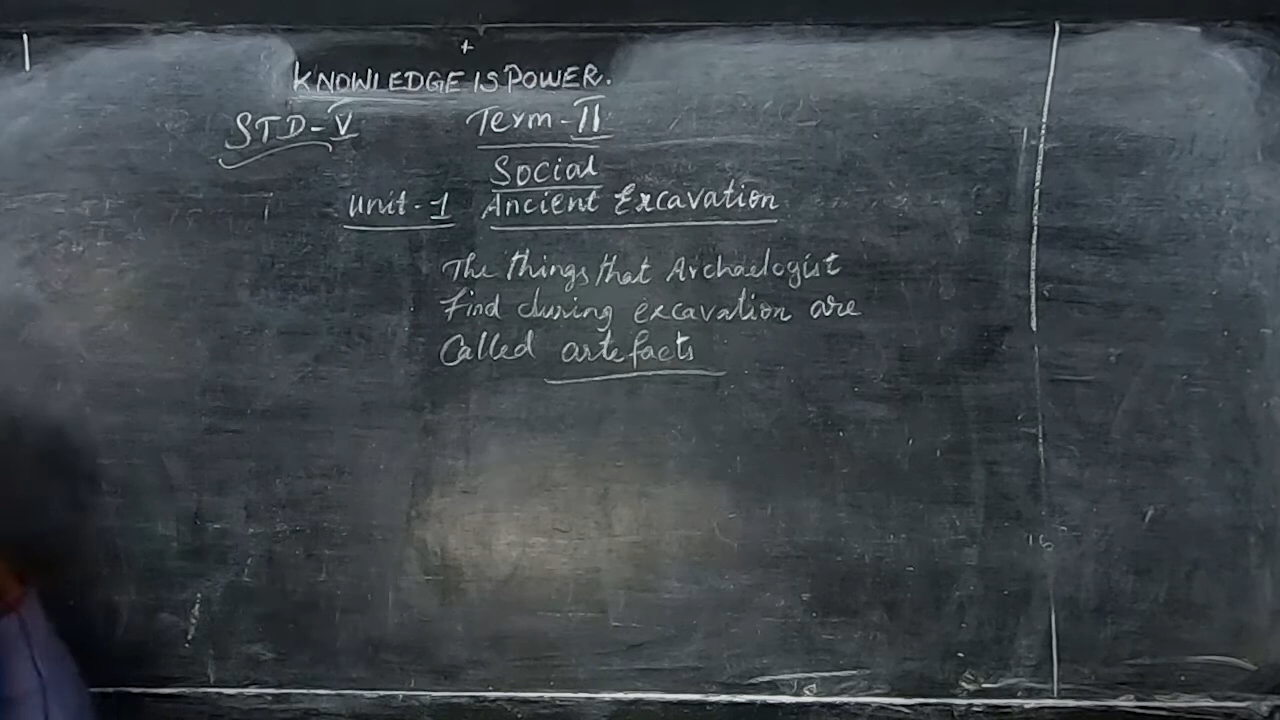 KNOWLEDGE IS POWER.
STD-V Term-II
Social
Unit-1 Ancient Excavation
The things that Archaelogist
Find during excavation are
Called artefacts
16